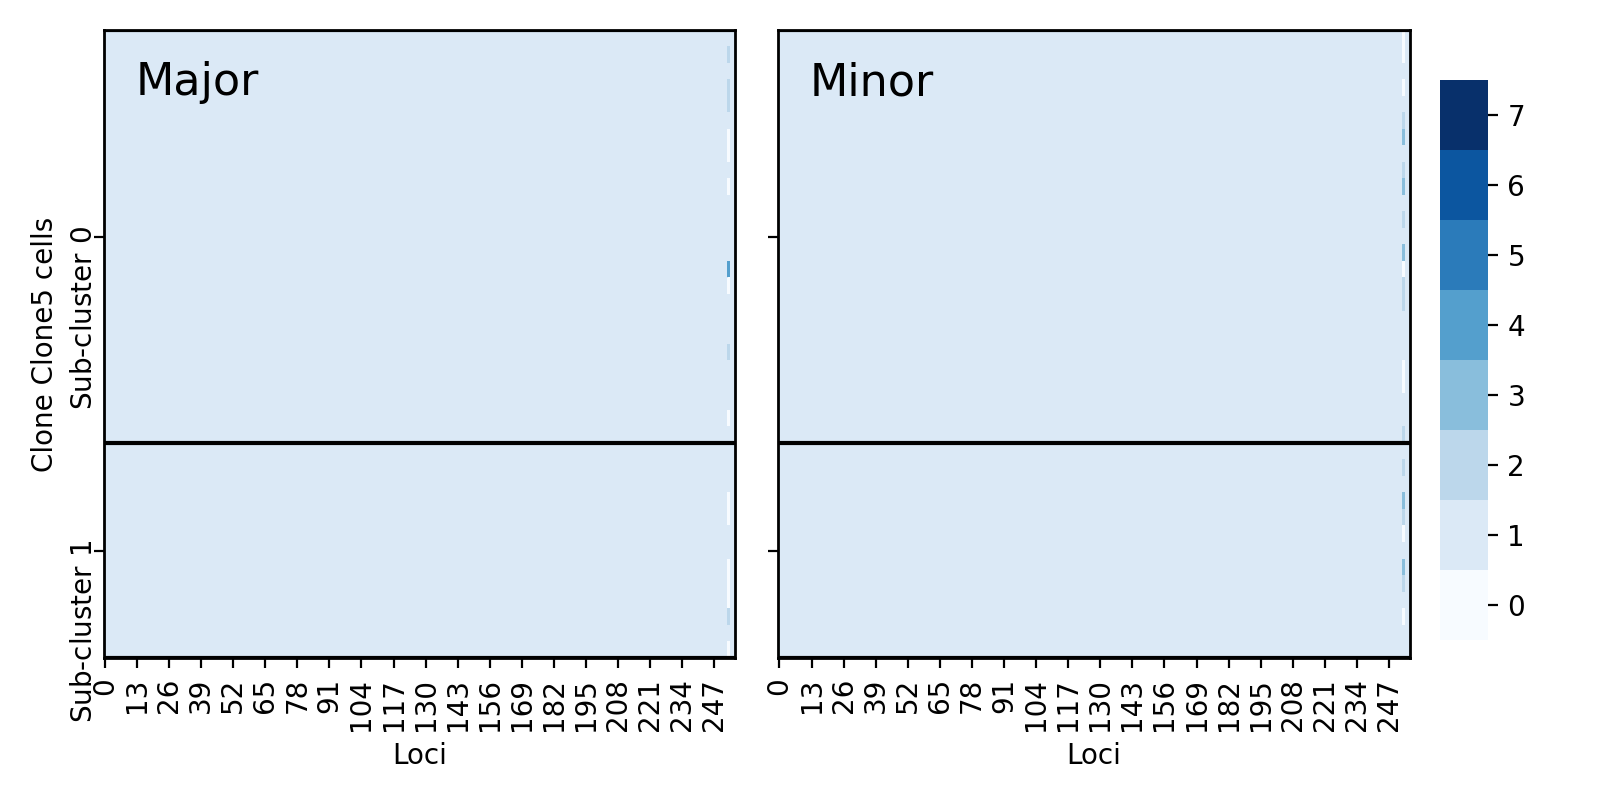 Major
Minor
Clone Clone5 cells
Sub-cluster 0
Sub-cluster 1
0 13 26 39 52 65 78 91 104 117 130 143 156 169 182 195 208 221 234 247
Loci
0 13 26 39 52 65 78 91 104 117 130 143 156 169 182 195 208 221 234 247
Loci
7
6
5
4
3
2
1
0